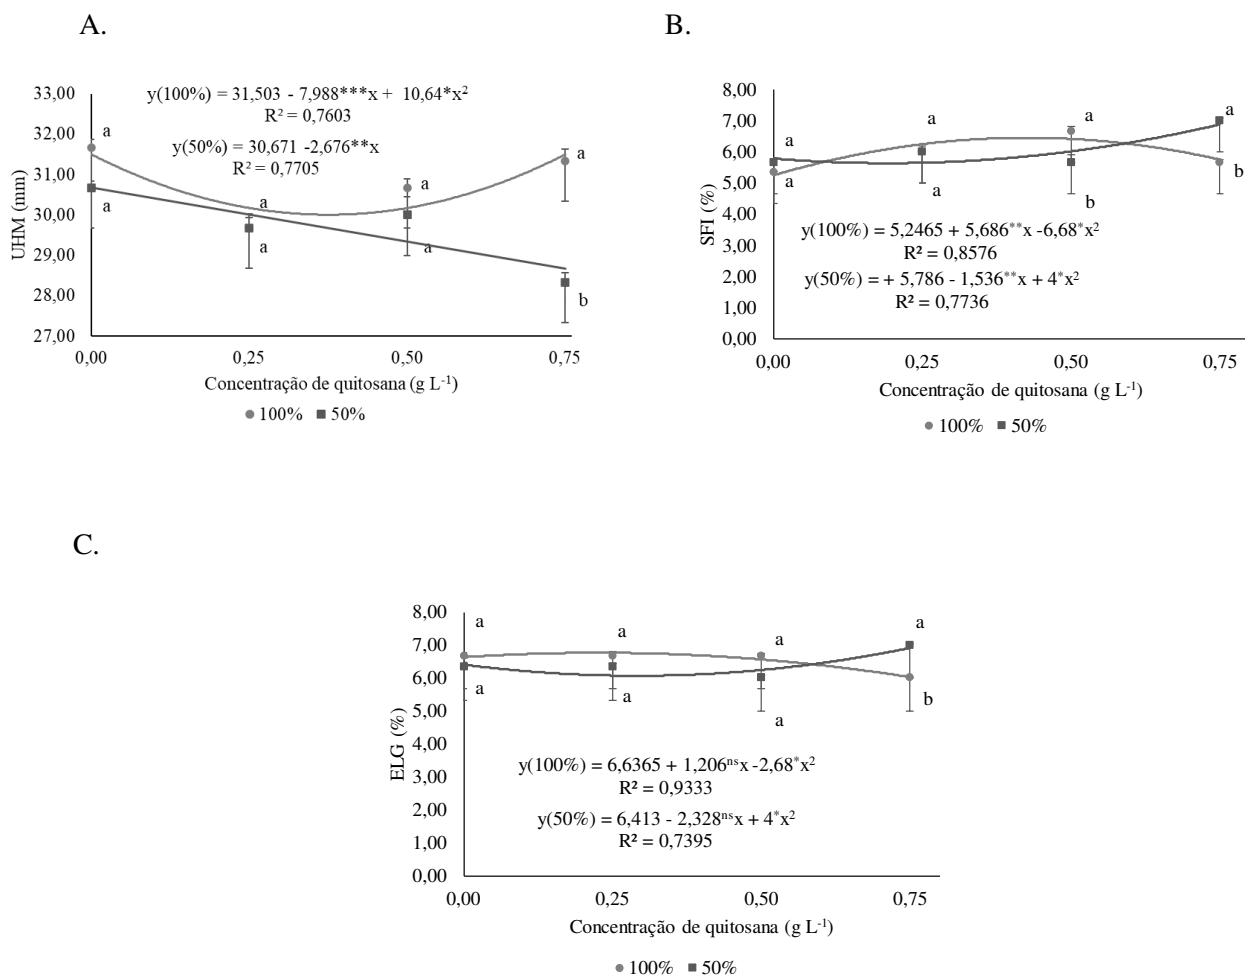 A.
y(100%) = 31,503 - 7,988***x + 10,64*x²
R² = 0,7603
y(50%) = 30,671 -2,676**x
R² = 0,7705
33,00
32,00
31,00
30,00
29,00
28,00
27,00
UHM (mm)
a
a
a
a
a
a
a
b
0,00 0,25 0,50 0,75
Concentração de quitosana (g L⁻¹)
100% 50%
B.
8,00
7,00
6,00
5,00
4,00
3,00
2,00
1,00
0,00
SFI (%)
a
a
a
a
a
a
b
b
y(100%) = 5,2465 + 5,686**x -6,68*x²
R² = 0,8576
y(50%) = + 5,786 - 1,536**x + 4*x²
R² = 0,7736
0,00 0,25 0,50 0,75
Concentração de quitosana (g L⁻¹)
100% 50%
C.
8,00
7,00
6,00
5,00
4,00
3,00
2,00
1,00
0,00
ELG (%)
a
a
a
a
a
a
a
b
y(100%) = 6,6365 + 1,206ⁿˢx -2,68*x²
R² = 0,9333
y(50%) = 6,413 - 2,328ⁿˢx + 4*x²
R² = 0,7395
0,00 0,25 0,50 0,75
Concentração de quitosana (g L⁻¹)
100% 50%